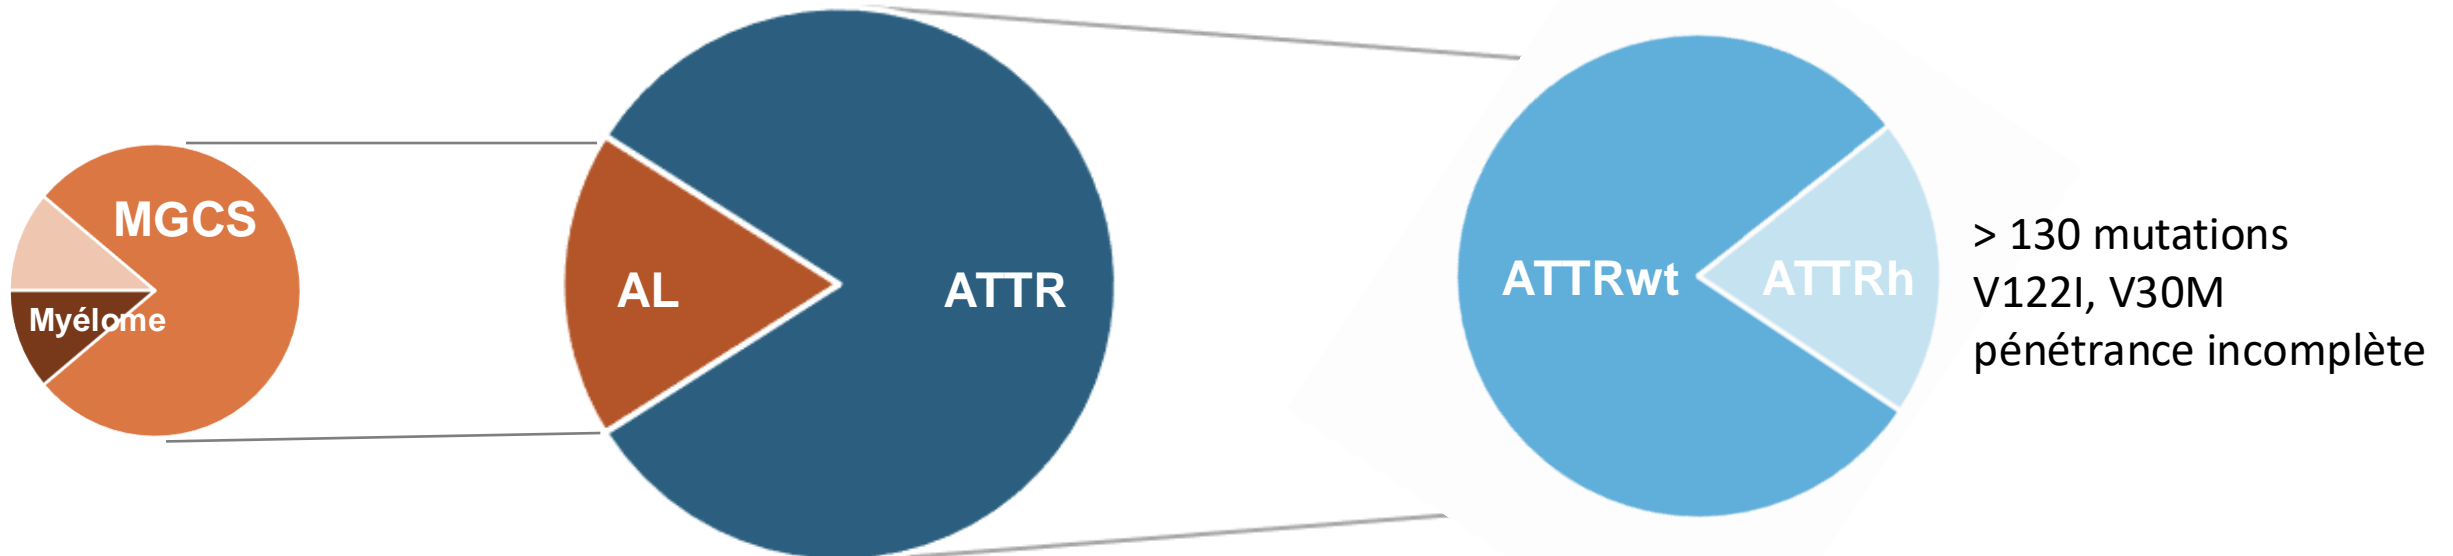 MGCS
Myélome
AL
ATTR
ATTRwt
ATTRh
> 130 mutations
V122I, V30M
pénétrance incomplète